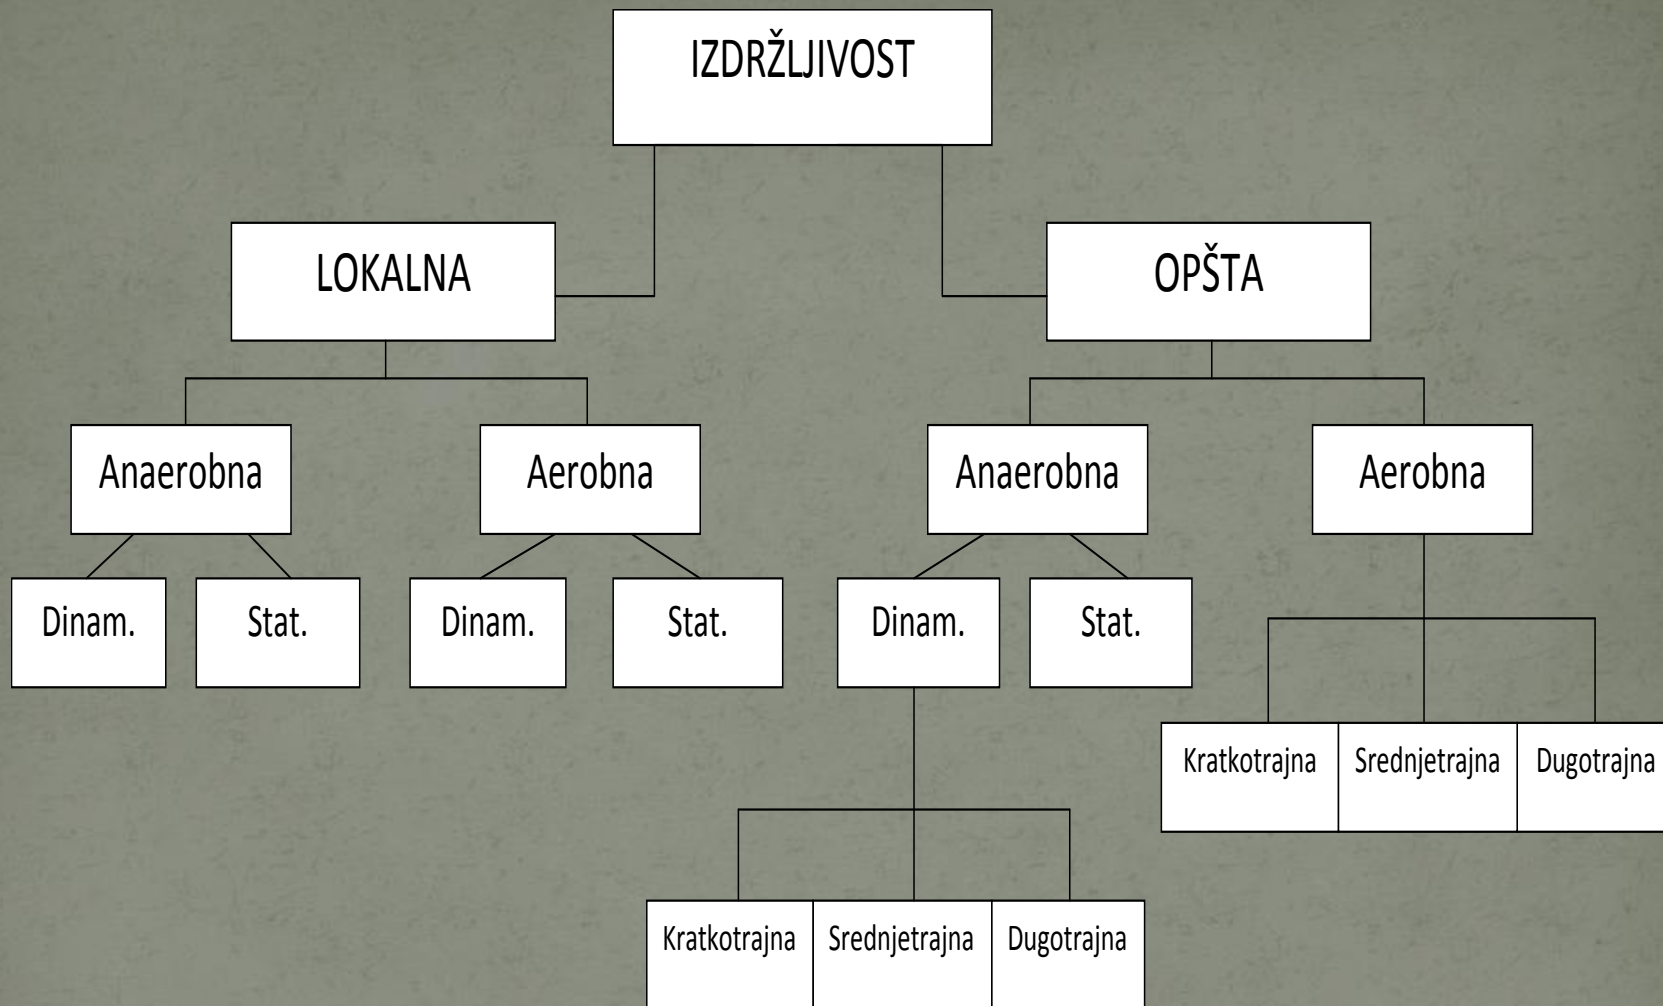 IZDRŽLJIVOST
LOKALNA
OPŠTA
Anaerobna
Aerobna
Anaerobna
Aerobna
Dinam.
Stat.
Dinam.
Stat.
Dinam.
Stat.
Kratkotrajna
Srednjetrajna
Dugotrajna
Kratkotrajna
Srednjetrajna
Dugotrajna